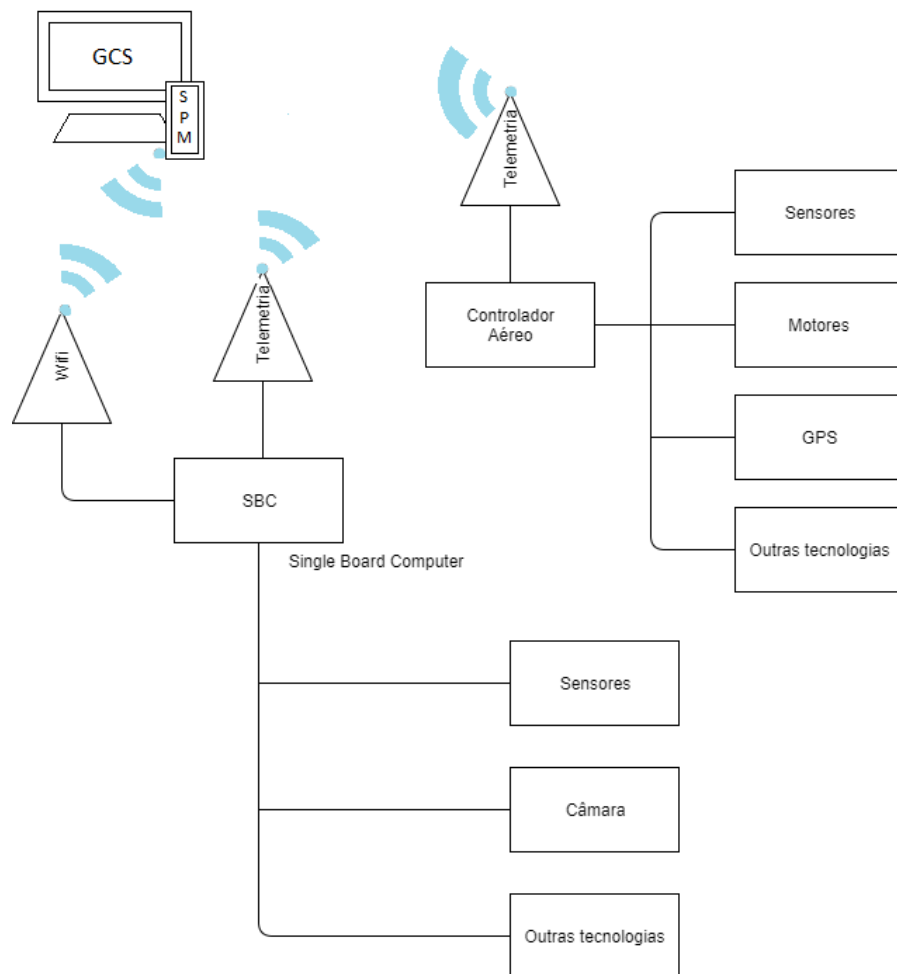 GCS
S
P
M
Telemetria
Sensores
Telemetria
Controlador
Aéreo
Motores
Wifi
GPS
SBC
Outras tecnologias
Single Board Computer
Sensores
Câmara
Outras tecnologias